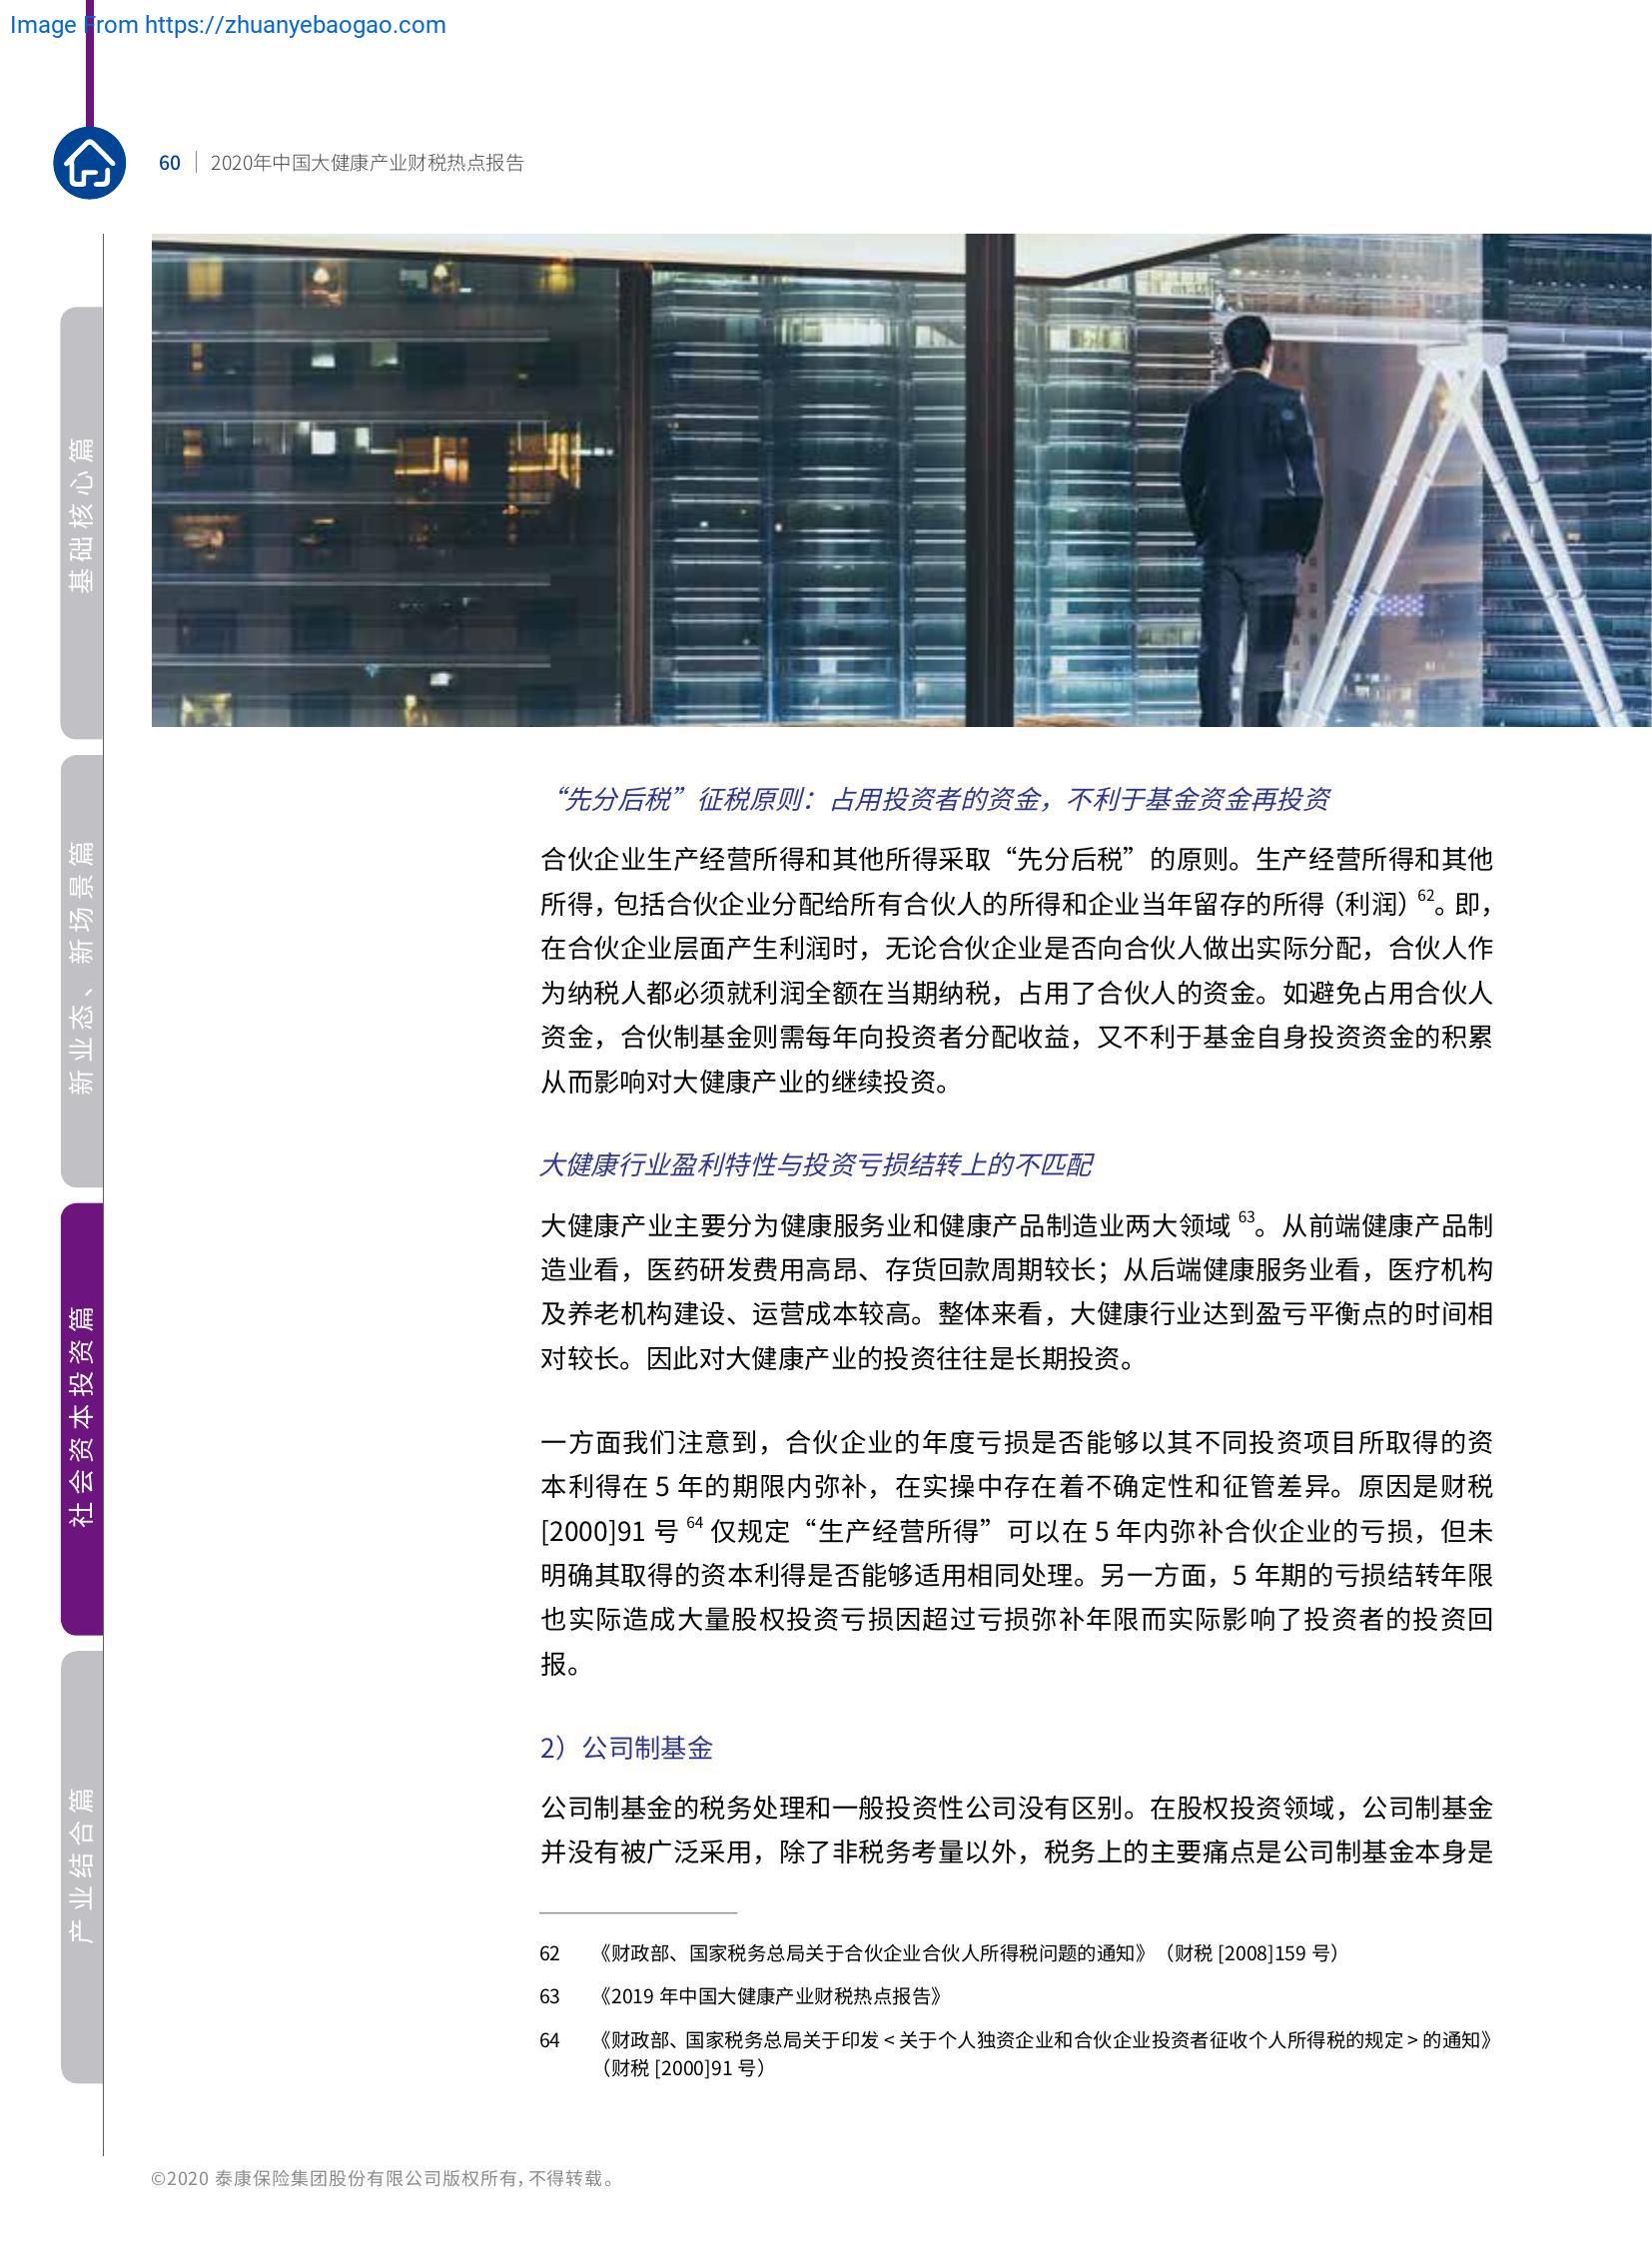 Image From https://zhuanyebaogao.com
60 | 2020年中国大健康产业财税热点报告
基础核心篇
新业态、新场景篇
社会资本投资篇
产业结合篇
“先分后税”征税原则：占用投资者的资金，不利于基金资金再投资
合伙企业生产经营所得和其他所得采取“先分后税”的原则。生产经营所得和其他
所得，包括合伙企业分配给所有合伙人的所得和企业当年留存的所得（利润）62。即，
在合伙企业层面产生利润时，无论合伙企业是否向合伙人做出实际分配，合伙人作
为纳税人都必须就利润全额在当期纳税，占用了合伙人的资金。如避免占用合伙人
资金，合伙制基金则需每年向投资者分配收益，又不利于基金自身投资资金的积累
从而影响对大健康产业的继续投资。
大健康行业盈利特性与投资亏损结转上的不匹配
大健康产业主要分为健康服务业和健康产品制造业两大领域 63。从前端健康产品制
造业看，医药研发费用高昂、存货回款周期较长；从后端健康服务业看，医疗机构
及养老机构建设、运营成本较高。整体来看，大健康行业达到盈亏平衡点的时间相
对较长。因此对大健康产业的投资往往是长期投资。
一方面我们注意到，合伙企业的年度亏损是否能够以其不同投资项目所取得的资
本利得在 5 年的期限内弥补，在实操中存在着不确定性和征管差异。原因是财税
[2000]91 号 64 仅规定“生产经营所得”可以在 5 年内弥补合伙企业的亏损，但未
明确其取得的资本利得是否能够适用相同处理。另一方面，5 年期的亏损结转年限
也实际造成大量股权投资亏损因超过亏损弥补年限而实际影响了投资者的投资回
报。
2）公司制基金
公司制基金的税务处理和一般投资性公司没有区别。在股权投资领域，公司制基金
并没有被广泛采用，除了非税务考量以外，税务上的主要痛点是公司制基金本身是
62 《财政部、国家税务总局关于合伙企业合伙人所得税问题的通知》（财税 [2008]159 号）
63 《2019 年中国大健康产业财税热点报告》
64 《财政部、国家税务总局关于印发 < 关于个人独资企业和合伙企业投资者征收个人所得税的规定 > 的通知》
（财税 [2000]91 号）
©2020 泰康保险集团股份有限公司版权所有，不得转载。